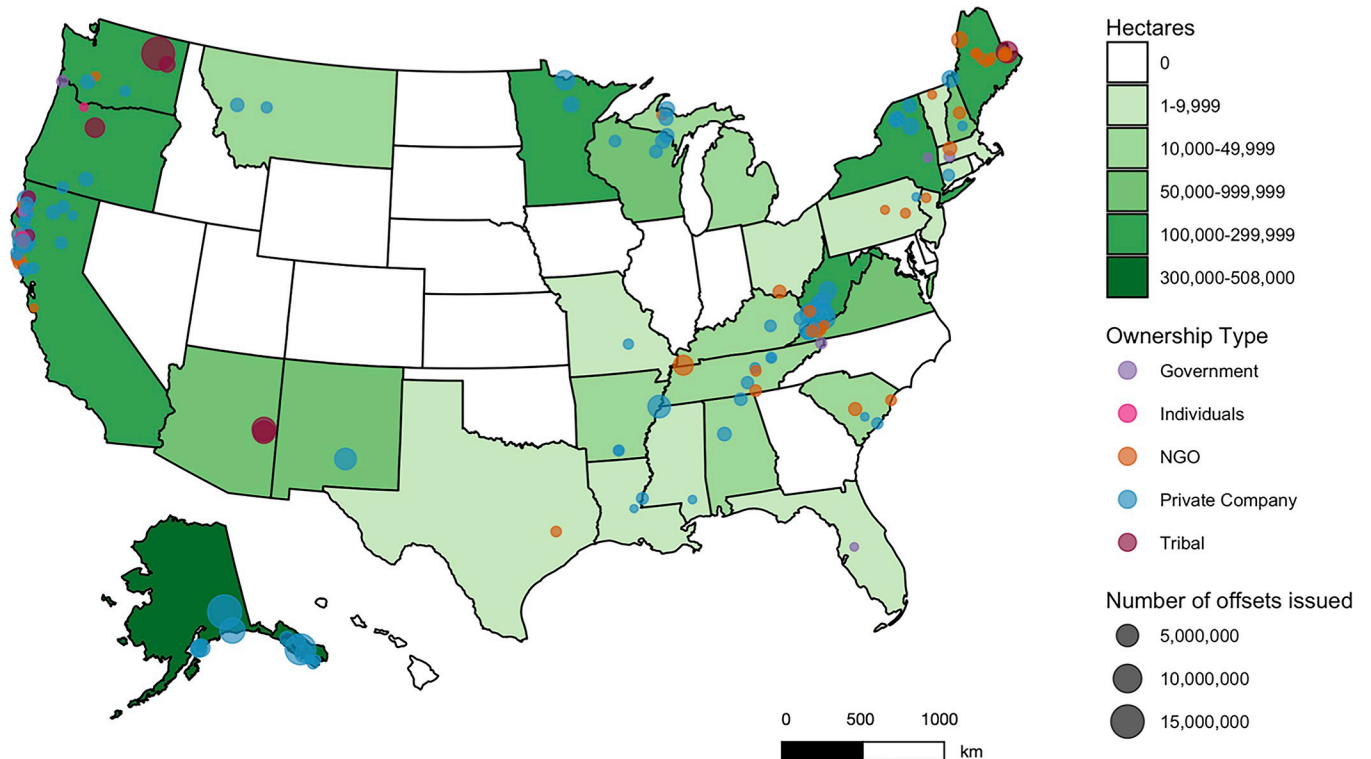 Hectares
0
1-9,999
10,000-49,999
50,000-999,999
100,000-299,999
300,000-508,000
Ownership Type
Government
Individuals
NGO
Private Company
Tribal
Number of offsets issued
5,000,000
10,000,000
15,000,000
0 500 1000
km